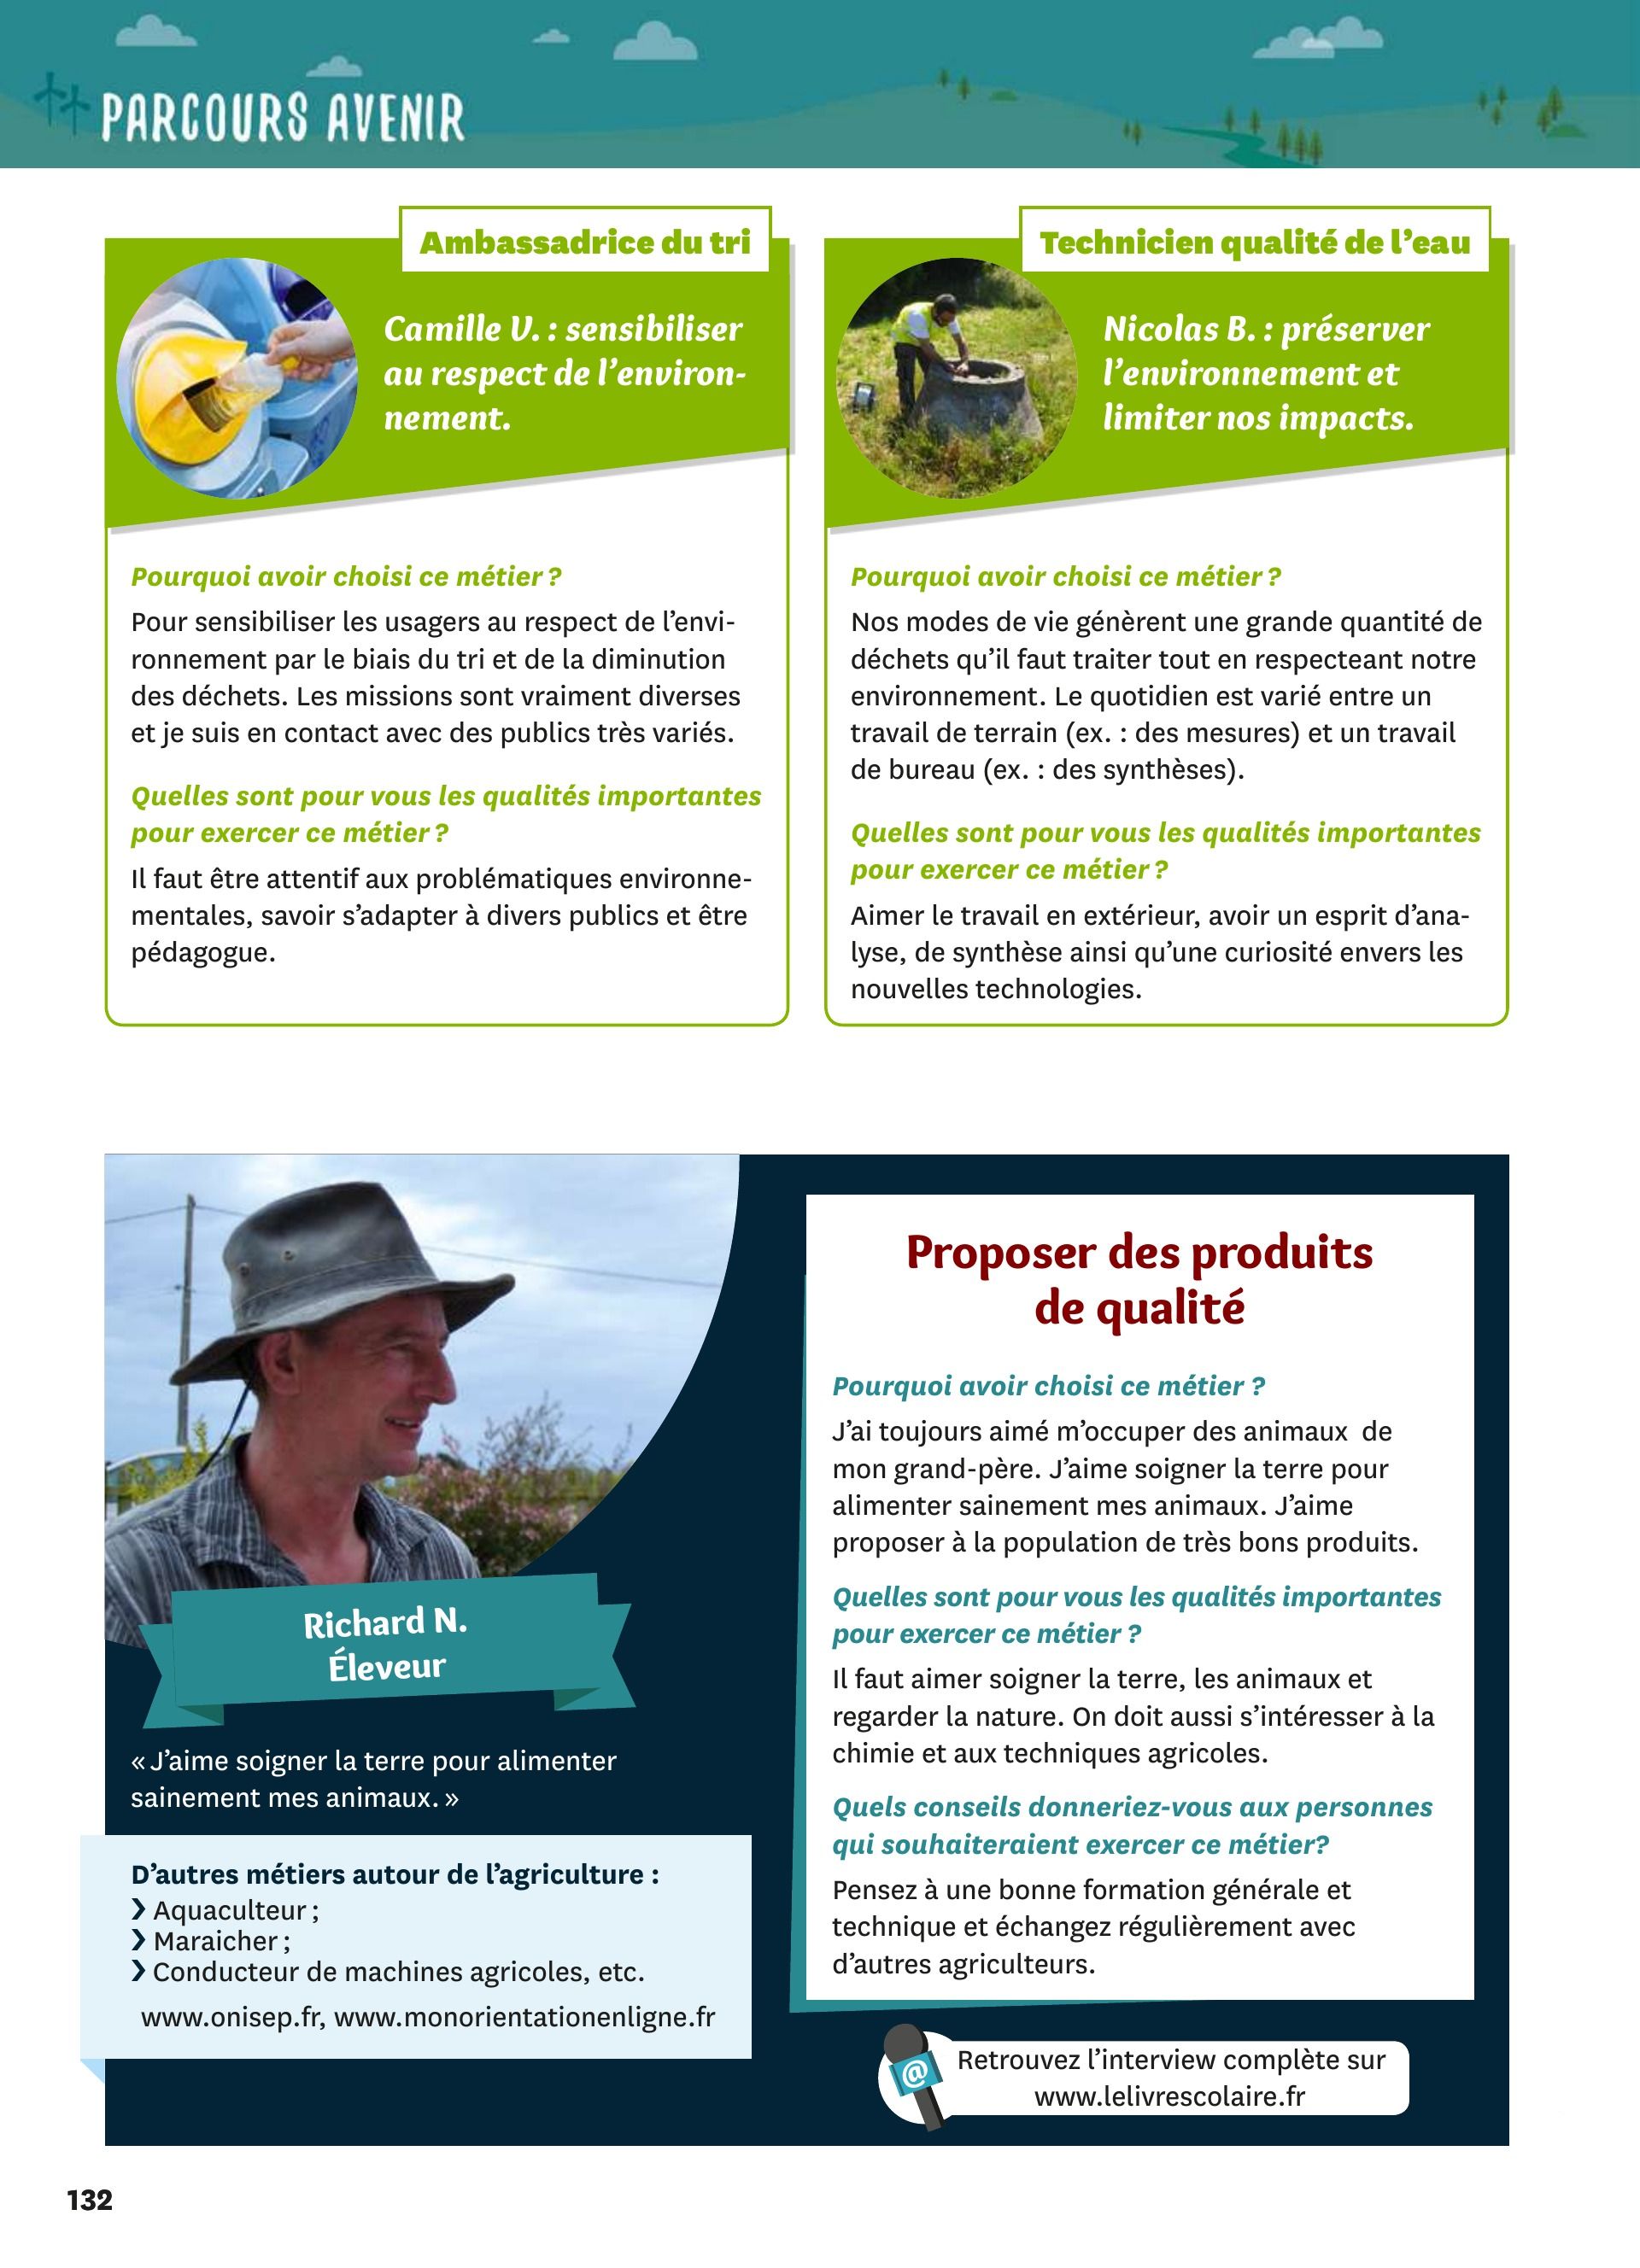 PARCOURS AVENIR
Ambassadrice du tri
Camille V. : sensibiliser
au respect de l'environ-
nement.
Pourquoi avoir choisi ce métier ?
Pour sensibiliser les usagers au respect de l'envi-
ronnement par le biais du tri et de la diminution
des déchets. Les missions sont vraiment diverses
et je suis en contact avec des publics très variés.
Quelles sont pour vous les qualités importantes
pour exercer ce métier ?
Il faut être attentif aux problématiques environne-
mentales, savoir s'adapter à divers publics et être
pédagogue.
Technicien qualité de l'eau
Nicolas B. : préserver
l'environnement et
limiter nos impacts.
Pourquoi avoir choisi ce métier ?
Nos modes de vie génèrent une grande quantité de
déchets qu'il faut traiter tout en respecteant notre
environnement. Le quotidien est varié entre un
travail de terrain (ex. : des mesures) et un travail
de bureau (ex. : des synthèses).
Quelles sont pour vous les qualités importantes
pour exercer ce métier ?
Aimer le travail en extérieur, avoir un esprit d'ana-
lyse, de synthèse ainsi qu'une curiosité envers les
nouvelles technologies.
Richard N.
Éleveur
« J'aime soigner la terre pour alimenter
sainement mes animaux. »
D'autres métiers autour de l'agriculture :
❯ Aquaculteur ;
❯ Maraicher ;
❯ Conducteur de machines agricoles, etc.
www.onisep.fr, www.monorientationenligne.fr
Proposer des produits
de qualité
Pourquoi avoir choisi ce métier ?
J'ai toujours aimé m'occuper des animaux de
mon grand-père. J'aime soigner la terre pour
alimenter sainement mes animaux. J'aime
proposer à la population de très bons produits.
Quelles sont pour vous les qualités importantes
pour exercer ce métier ?
Il faut aimer soigner la terre, les animaux et
regarder la nature. On doit aussi s'intéresser à la
chimie et aux techniques agricoles.
Quels conseils donneriez-vous aux personnes
qui souhaiteraient exercer ce métier?
Pensez à une bonne formation générale et
technique et échangez régulièrement avec
d'autres agriculteurs.
@
Retrouvez l'interview complète sur
www.lelivrescolaire.fr
132